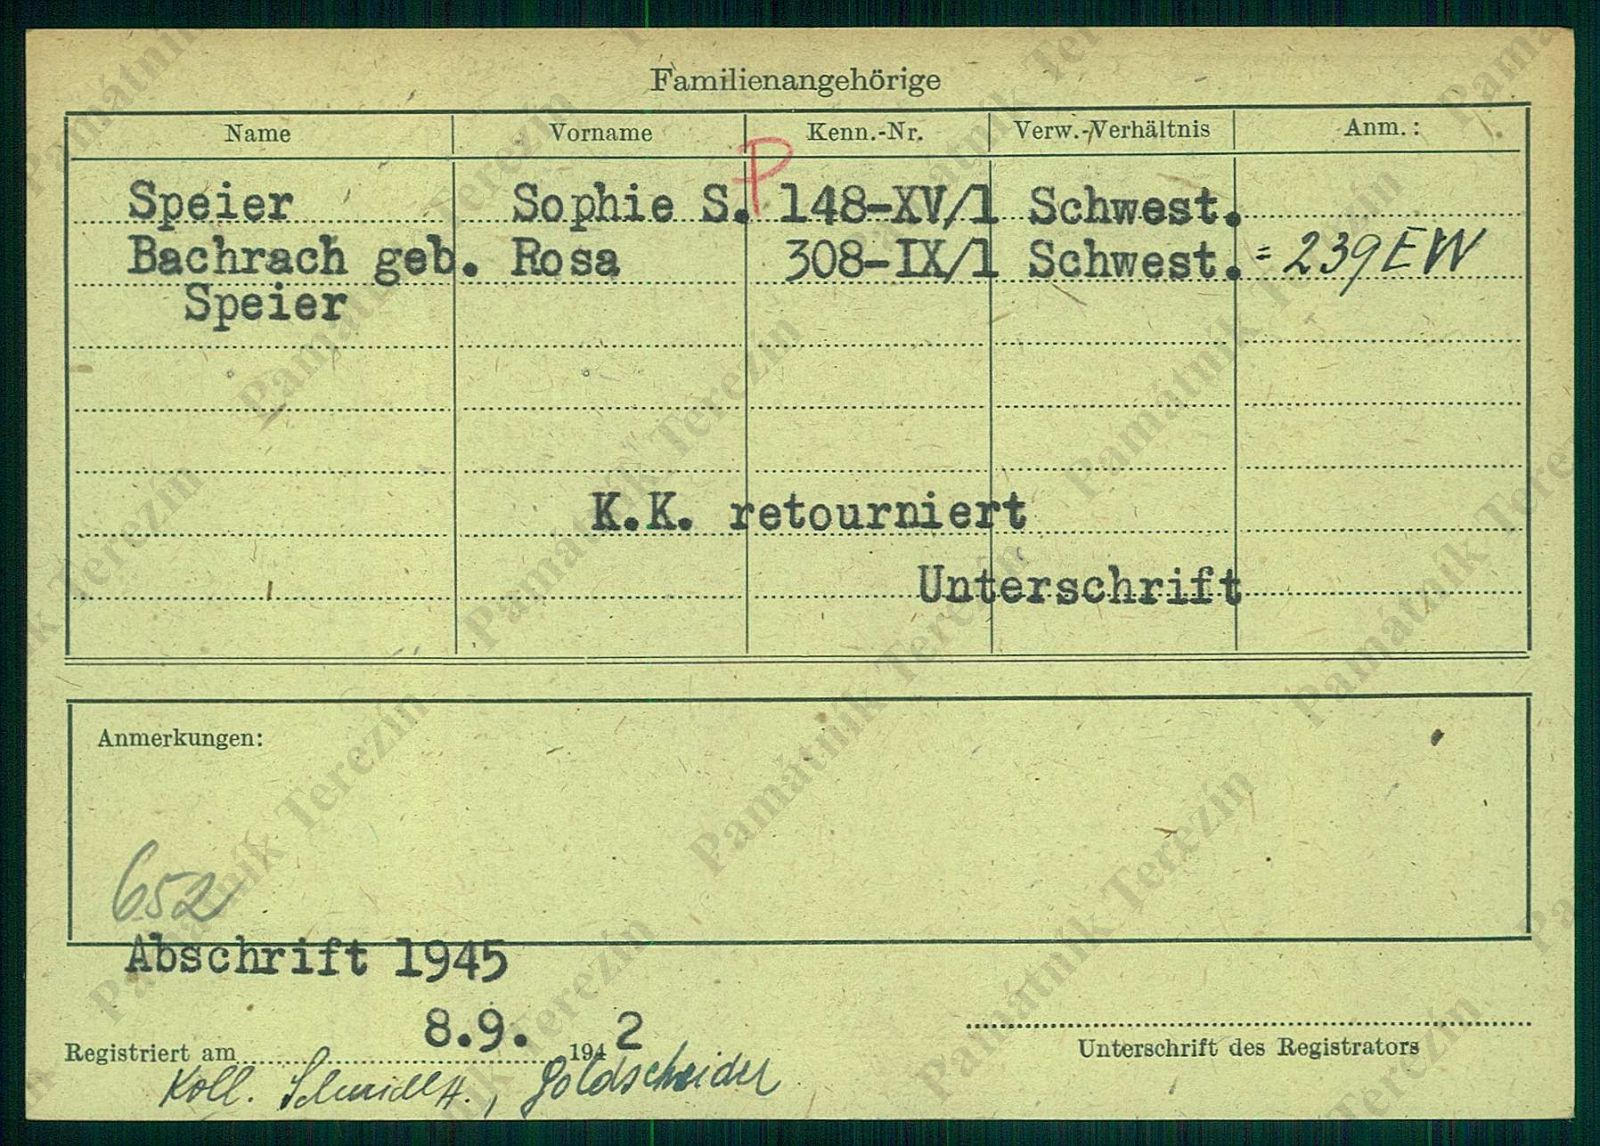 Familienangehörige
Name Vorname Kenn.-Nr. Verw.-Verhältnis Anm.:
P
Speier Sophie S. 148-XV/1 Schwest.
Bachrach geb. Rosa 308-IX/1 Schwest. = 239 EW
Speier
K.K. retourniert
Unterschrift
Anmerkungen:
652
Abschrift 1945
8.9. 2
Registriert am 194
Unterschrift des Registrators
Koll. Goldscheider
Památník Terezín